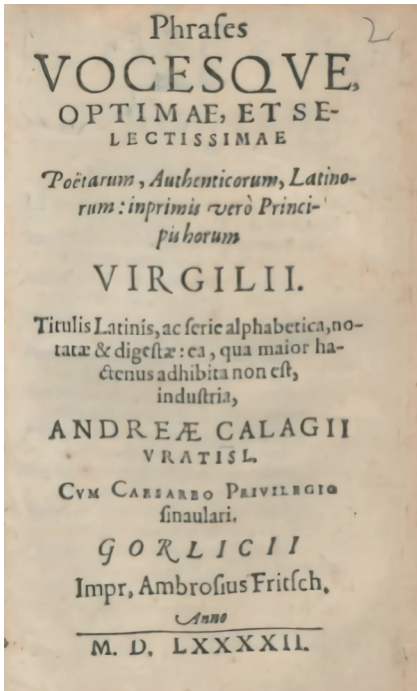 Phraſes
2
VOCESQVE,
OPTIMAE, ET SE-
LECTISSIMAE
Poëtarum, Authenticorum, Latino-
rum: inprimis verò Princi-
pis horum
VIRGILII.
Titulis Latinis, ac ſerie alphabetica, no-
tatæ & digeſtæ: ea, qua maior ha-
ctenus adhibita non eſt,
induſtria,
ANDREÆ CALAGII
VRATISL.
CVM CAESAREO PRIVILEGIO
ſinaulari.
GORLICII
Impr, Ambroſius Fritſch.
Anno
M. D. LXXXXII.